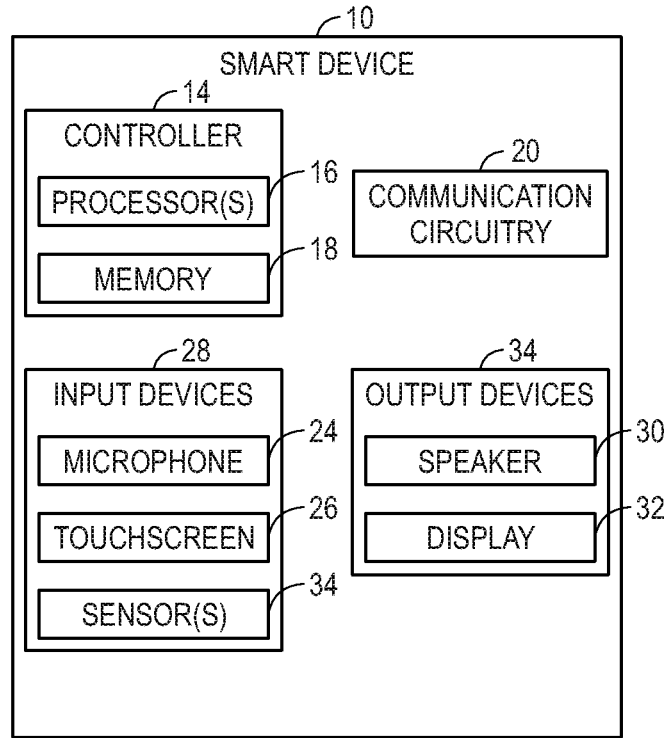 10
SMART DEVICE
14
CONTROLLER
16
PROCESSOR(S)
18
MEMORY
20
COMMUNICATION
CIRCUITRY
28
INPUT DEVICES
24
MICROPHONE
26
TOUCHSCREEN
34
SENSOR(S)
34
OUTPUT DEVICES
30
SPEAKER
32
DISPLAY